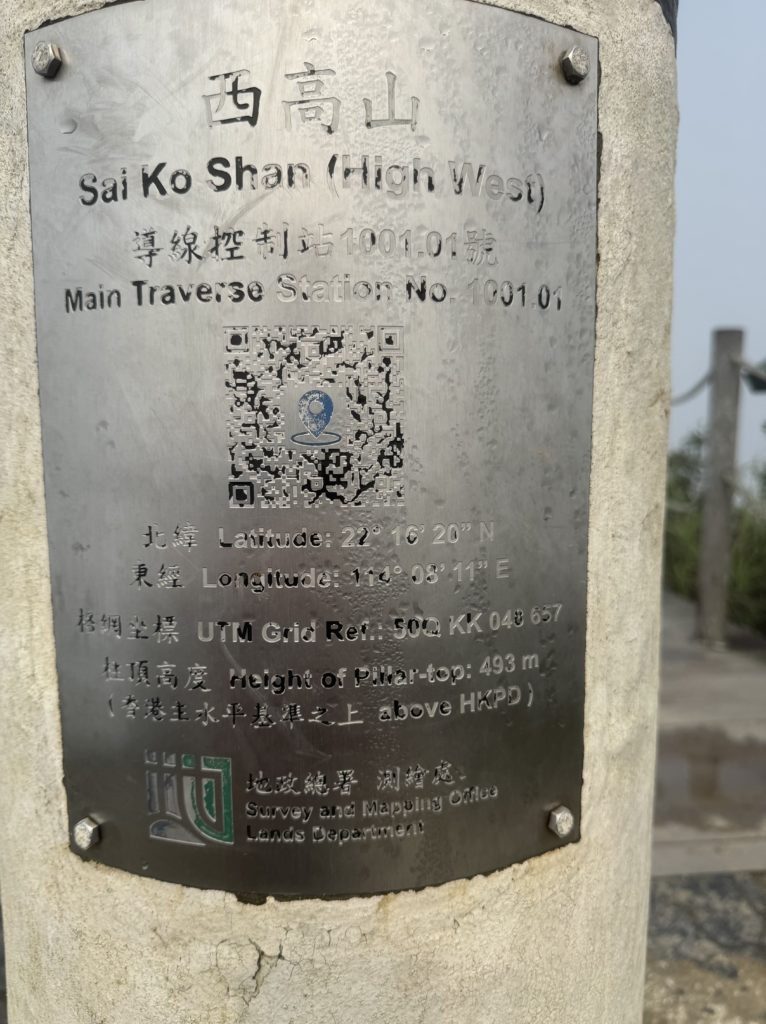 西高山
Sai Ko Shan (High West)
導線控制站1001.01號
Main Traverse Station No. 1001.01
北緯 Latitude: 22° 16' 20" N
東經 Longitude: 114° 08' 11" E
格網坐標 UTM Grid Ref.: 50Q KK 048 657
柱頂高度 Height of Pillar-top: 493 m
(香港主水平基準之上 above HKPD)
地政總署 測繪處
Survey and Mapping Office
Lands Department